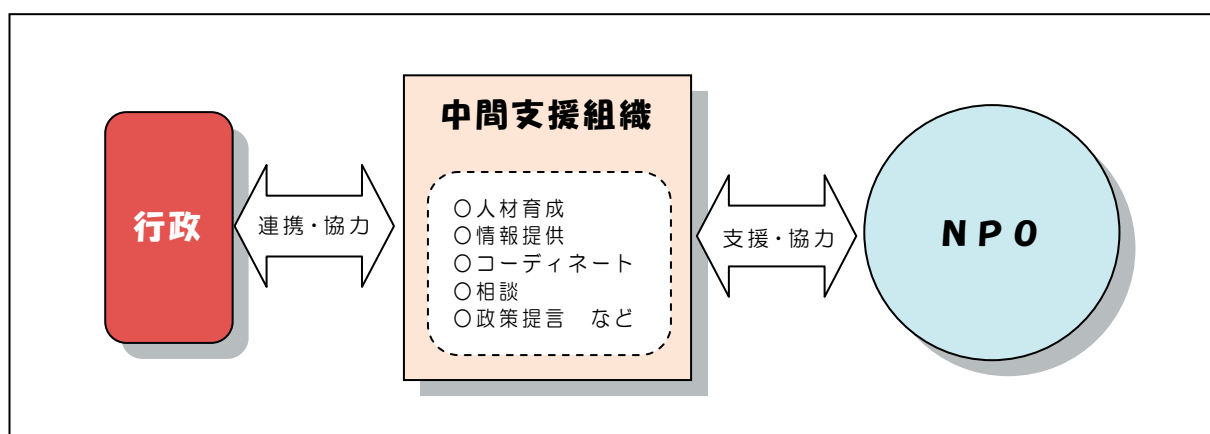 中間支援組織
行政
連携・協力
○人材育成
○情報提供
○コーディネート
○相談
○政策提言　など
支援・協力
ＮＰＯ